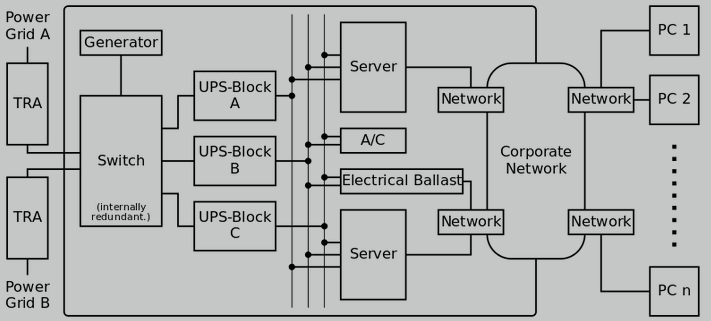 Power
Grid A
TRA
TRA
Power
Grid B
Generator
Switch
(internally
redundant.)
UPS-Block
A
UPS-Block
B
UPS-Block
C
Server
A/C
Electrical Ballast
Server
Network
Network
Corporate
Network
Network
Network
PC 1
PC 2
PC n